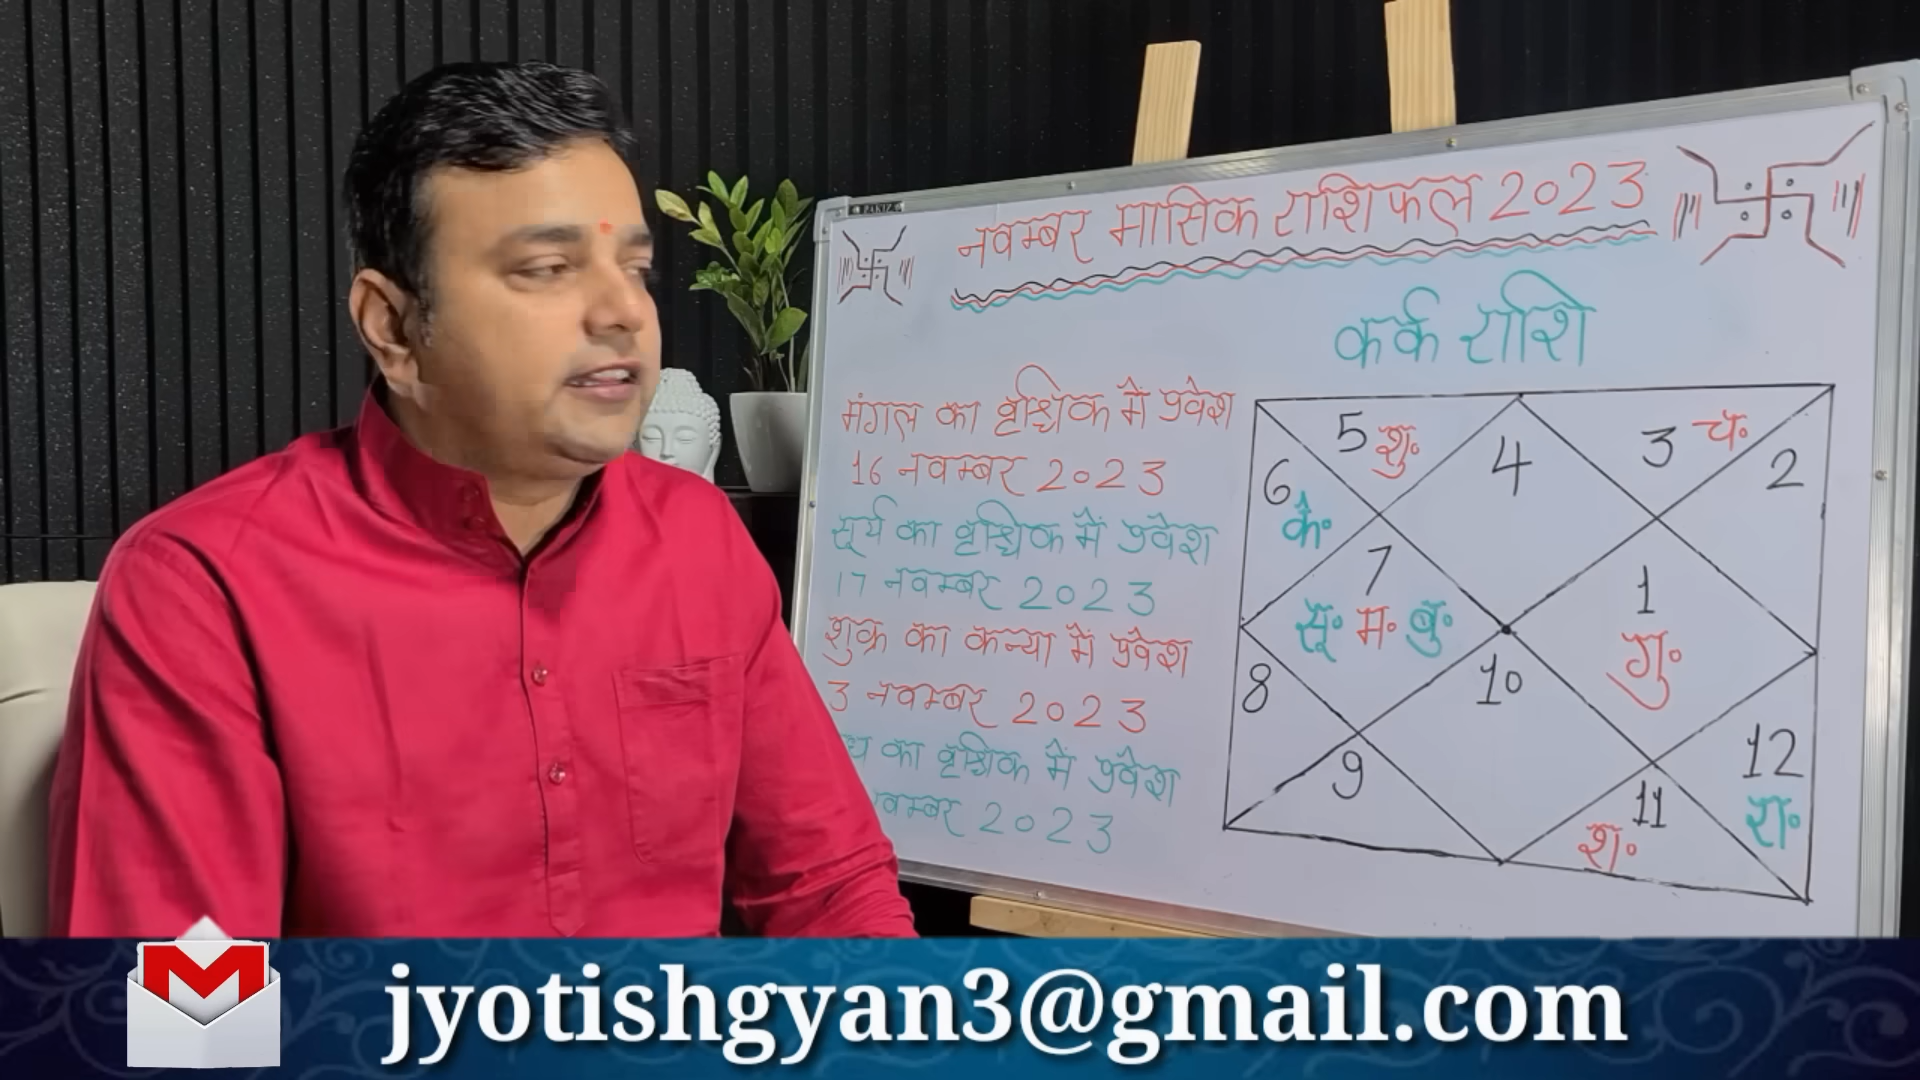 PARIZ
नवम्बर मासिक राशिफल 2023
कर्क राशि
मंगल का वृश्चिक में प्रवेश
16 नवम्बर 2023
सूर्य का वृश्चिक में प्रवेश
17 नवम्बर 2023
शुक्र का कन्या में प्रवेश
3 नवम्बर 2023
का वृश्चिक में प्रवेश
2023
5 शु॰
4
3 चं॰
2
6
के॰
7
सू॰ मं॰ बु॰
1
गु॰
8
10
9
12
रा॰
11
श॰
jyotishgyan3@gmail.com